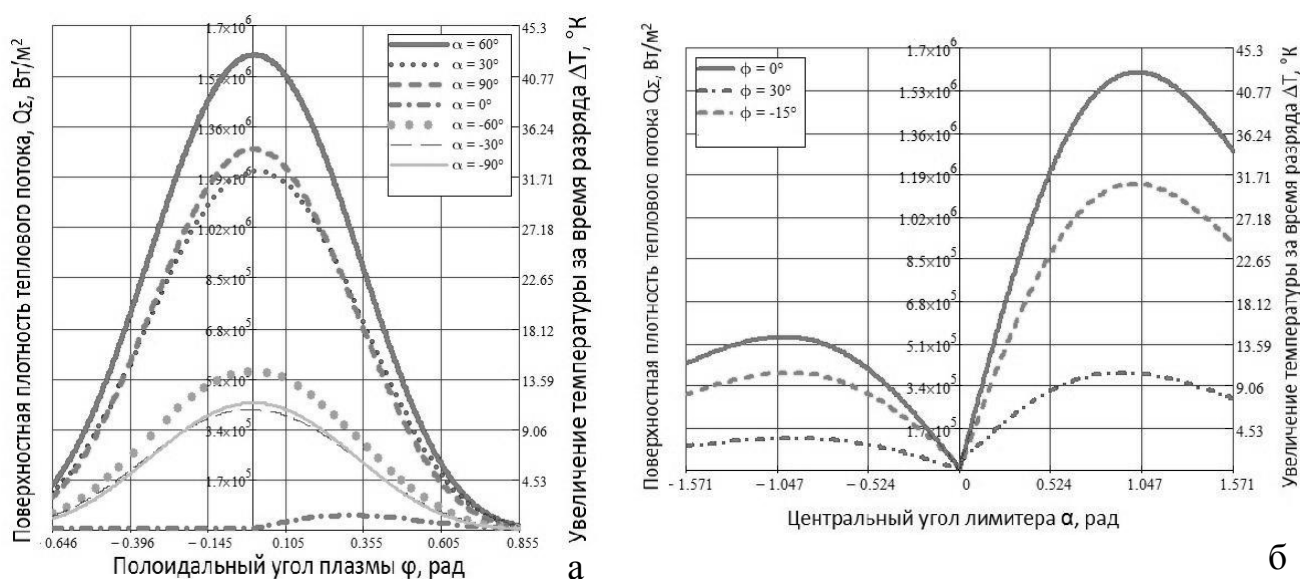 Поверхностная плотность теплового потока, QΣ, Вт/м²
1.7×10⁶
1.36×10⁶
1.19×10⁶
1.02×10⁶
8.5×10⁵
6.8×10⁵
3.4×10⁵
1.7×10⁵
α = 60°
α = 30°
α = 90°
α = 0°
α = -60°
α = -30°
α = -90°
45.3
40.77
36.24
31.71
27.18
22.65
18.12
13.59
9.06
4.53
Увеличение температуры за время разряда ΔT, °К
0.646
−0.396
−0.145
0.105
0.355
0.605
0.855
Полоидальный угол плазмы φ, рад
а
Поверхностная плотность теплового потока QΣ, Вт/м²
1.7×10⁶
1.53×10⁶
1.36×10⁶
1.19×10⁶
1.02×10⁶
8.5×10⁵
6.8×10⁵
5.1×10⁵
3.4×10⁵
1.7×10⁵
ϕ = 0°
ϕ = 30°
ϕ = -15°
45.3
40.77
36.24
31.71
27.18
22.65
18.12
13.59
9.06
4.53
Увеличение температуры за время разряда ΔT, °К
−1.571
−1.047
−0.524
0
0.524
1.047
1.571
Центральный угол лимитера α, рад
б